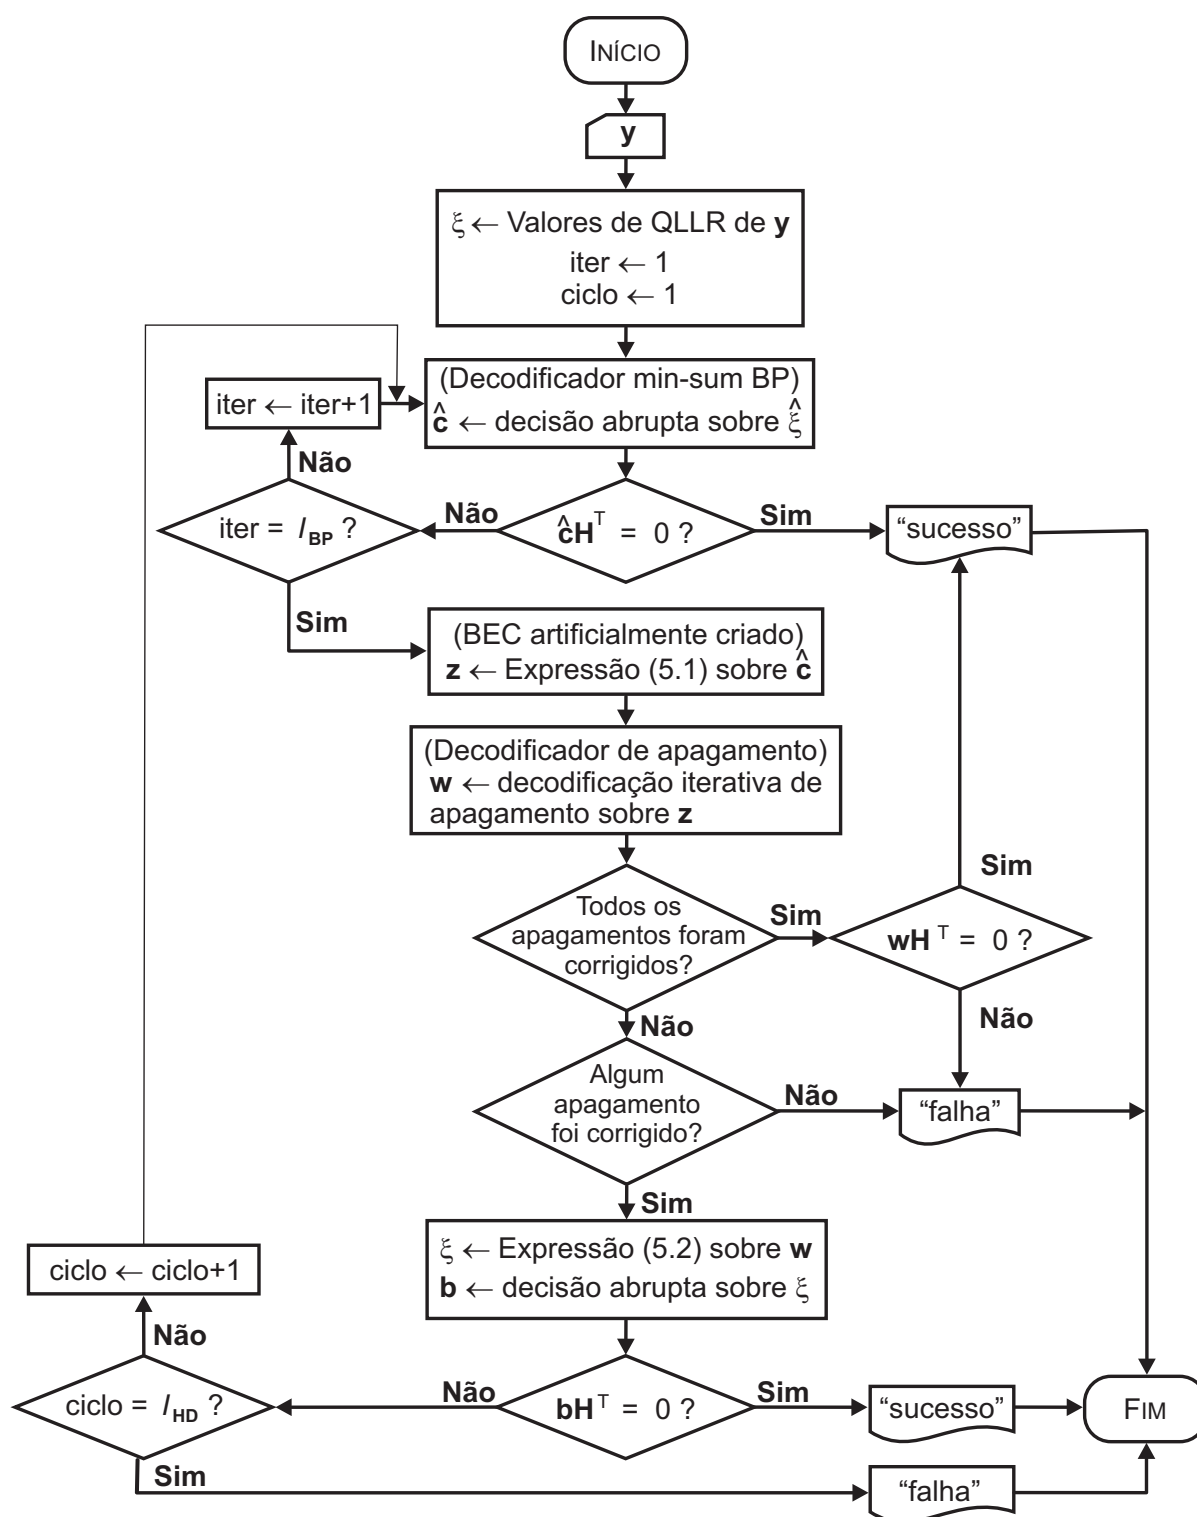 INÍCIO
y
ξ ← Valores de QLLR de y
iter ← 1
ciclo ← 1
(Decodificador min-sum BP)
ĉ ← decisão abrupta sobre ξ̂
iter ← iter+1
Não
iter = I_BP ?
Não
ĉH^T = 0 ?
Sim
“sucesso”
Sim
(BEC artificialmente criado)
z ← Expressão (5.1) sobre ĉ
(Decodificador de apagamento)
w ← decodificação iterativa de
apagamento sobre z
Sim
Todos os
apagamentos foram
corrigidos?
Sim
wH^T = 0 ?
Não
Não
Algum
apagamento
foi corrigido?
Não
“falha”
Sim
ξ ← Expressão (5.2) sobre w
b ← decisão abrupta sobre ξ
ciclo ← ciclo+1
Não
ciclo = I_HD ?
Não
bH^T = 0 ?
Sim
“sucesso”
FIM
Sim
“falha”